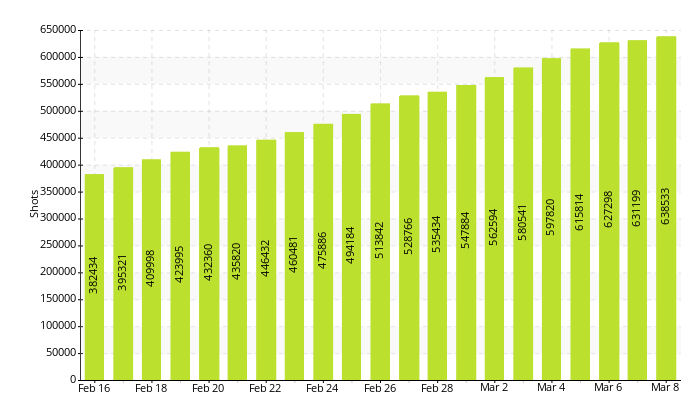 650000
600000
550000
500000
450000
400000
350000
300000
250000
200000
150000
100000
50000
0
Shots
382434
395321
409998
423995
432360
435820
446432
460481
475886
494184
513842
528766
535434
547884
562594
580541
597820
615814
627298
631199
638533
Feb 16
Feb 18
Feb 20
Feb 22
Feb 24
Feb 26
Feb 28
Mar 2
Mar 4
Mar 6
Mar 8